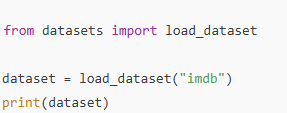 from datasets import load_dataset
dataset = load_dataset("imdb")
print(dataset)